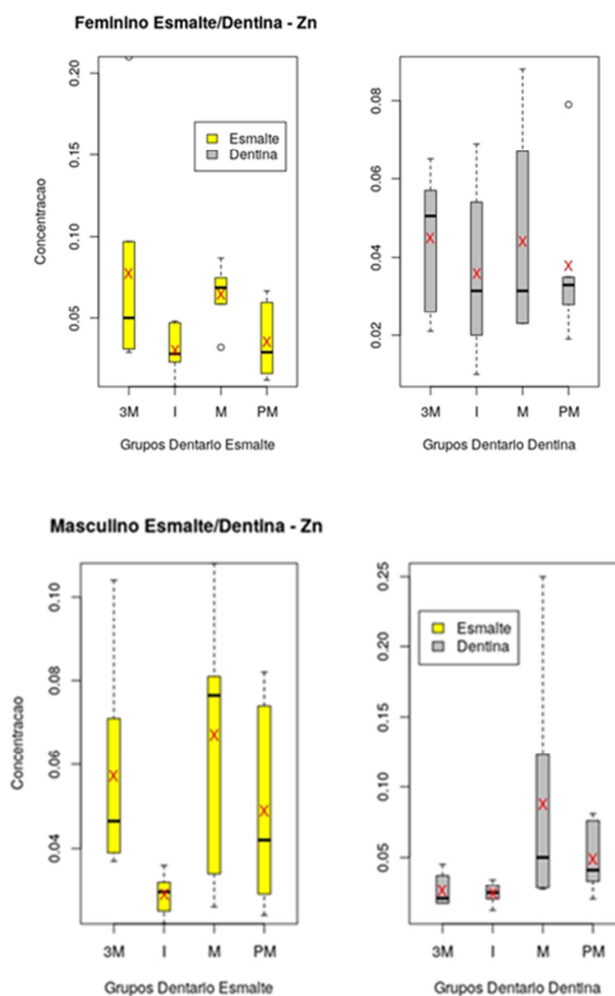 Feminino Esmalte/Dentina - Zn
Concentracao
0.20
0.15
0.10
0.05
Esmalte
Dentina
3M I M PM
Grupos Dentario Esmalte
0.08
0.06
0.04
0.02
3M I M PM
Grupos Dentario Dentina
Masculino Esmalte/Dentina - Zn
Concentracao
0.10
0.08
0.06
0.04
3M I M PM
Grupos Dentario Esmalte
0.25
0.20
0.15
0.10
0.05
Esmalte
Dentina
3M I M PM
Grupos Dentario Dentina